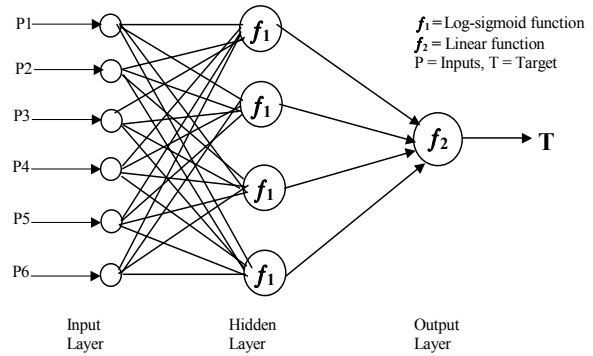 P1
P2
P3
P4
P5
P6
f1
f1
f1
f1
f2
T
f1 = Log-sigmoid function
f2 = Linear function
P = Inputs, T = Target
Input
Layer
Hidden
Layer
Output
Layer